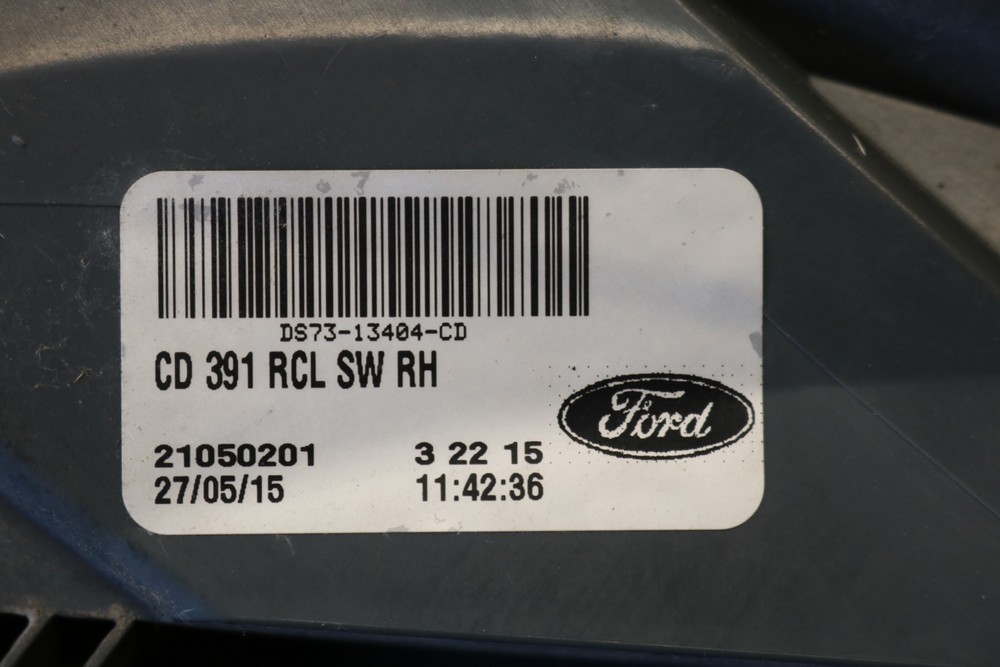 DS73-13404-CD
CD 391 RCL SW RH
Ford
21050201 3 22 15
27/05/15 11:42:36